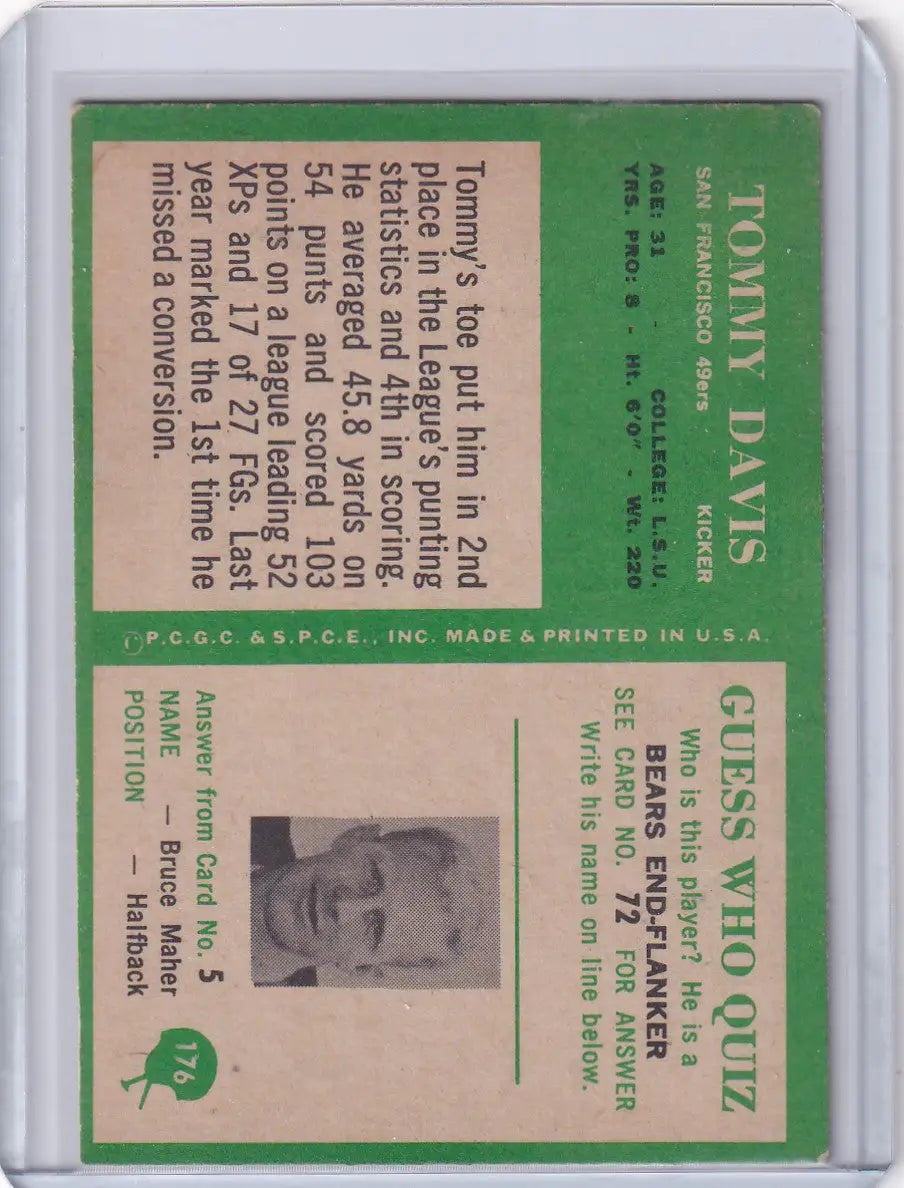 TOMMY DAVIS
SAN FRANCISCO 49ers KICKER
AGE: 31 - COLLEGE: L.S.U.
YRS. PRO: 8 - Ht. 6'0" - Wt. 220
Tommy's toe put him in 2nd
place in the League's punting
statistics and 4th in scoring.
He averaged 45.8 yards on
54 punts and scored 103
points on a league leading 52
XPs and 17 of 27 FGs. Last
year marked the 1st time he
missed a conversion.
©P.C.G.C. & S.P.C.E., INC. MADE & PRINTED IN U.S.A.
GUESS WHO QUIZ
Who is this player? He is a
BEARS END-FLANKER
SEE CARD NO. 72 FOR ANSWER
Write his name on line below.
Answer from Card No. 5
NAME — Bruce Maher
POSITION — Halfback
176